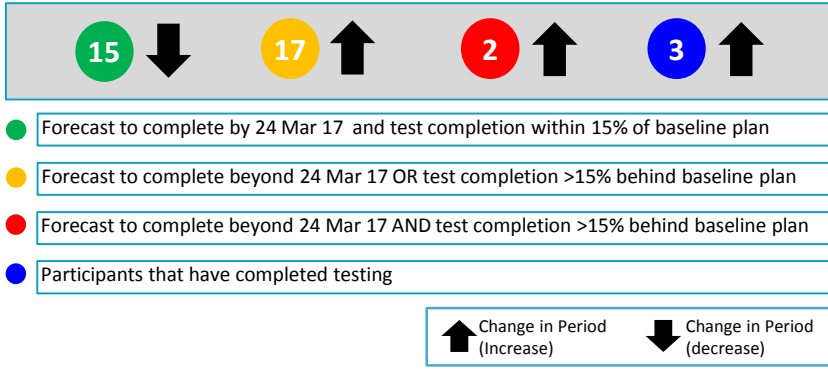 15 17 2 3
Forecast to complete by 24 Mar 17 and test completion within 15% of baseline plan
Forecast to complete beyond 24 Mar 17 OR test completion >15% behind baseline plan
Forecast to complete beyond 24 Mar 17 AND test completion >15% behind baseline plan
Participants that have completed testing
Change in Period Change in Period
(Increase) (decrease)